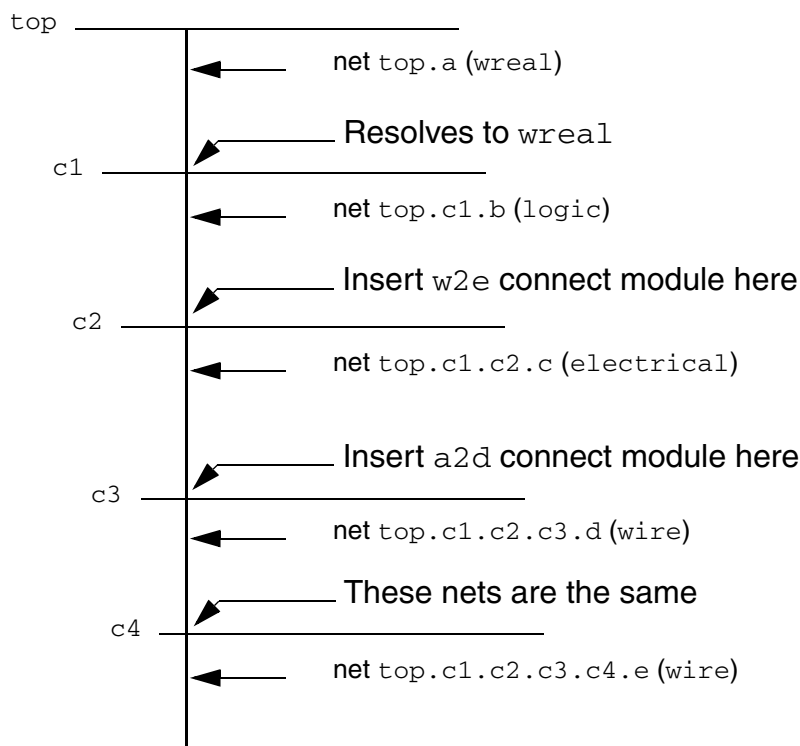 top
net top.a (wreal)
Resolves to wreal
c1
net top.c1.b (logic)
Insert w2e connect module here
c2
net top.c1.c2.c (electrical)
Insert a2d connect module here
c3
net top.c1.c2.c3.d (wire)
These nets are the same
c4
net top.c1.c2.c3.c4.e (wire)